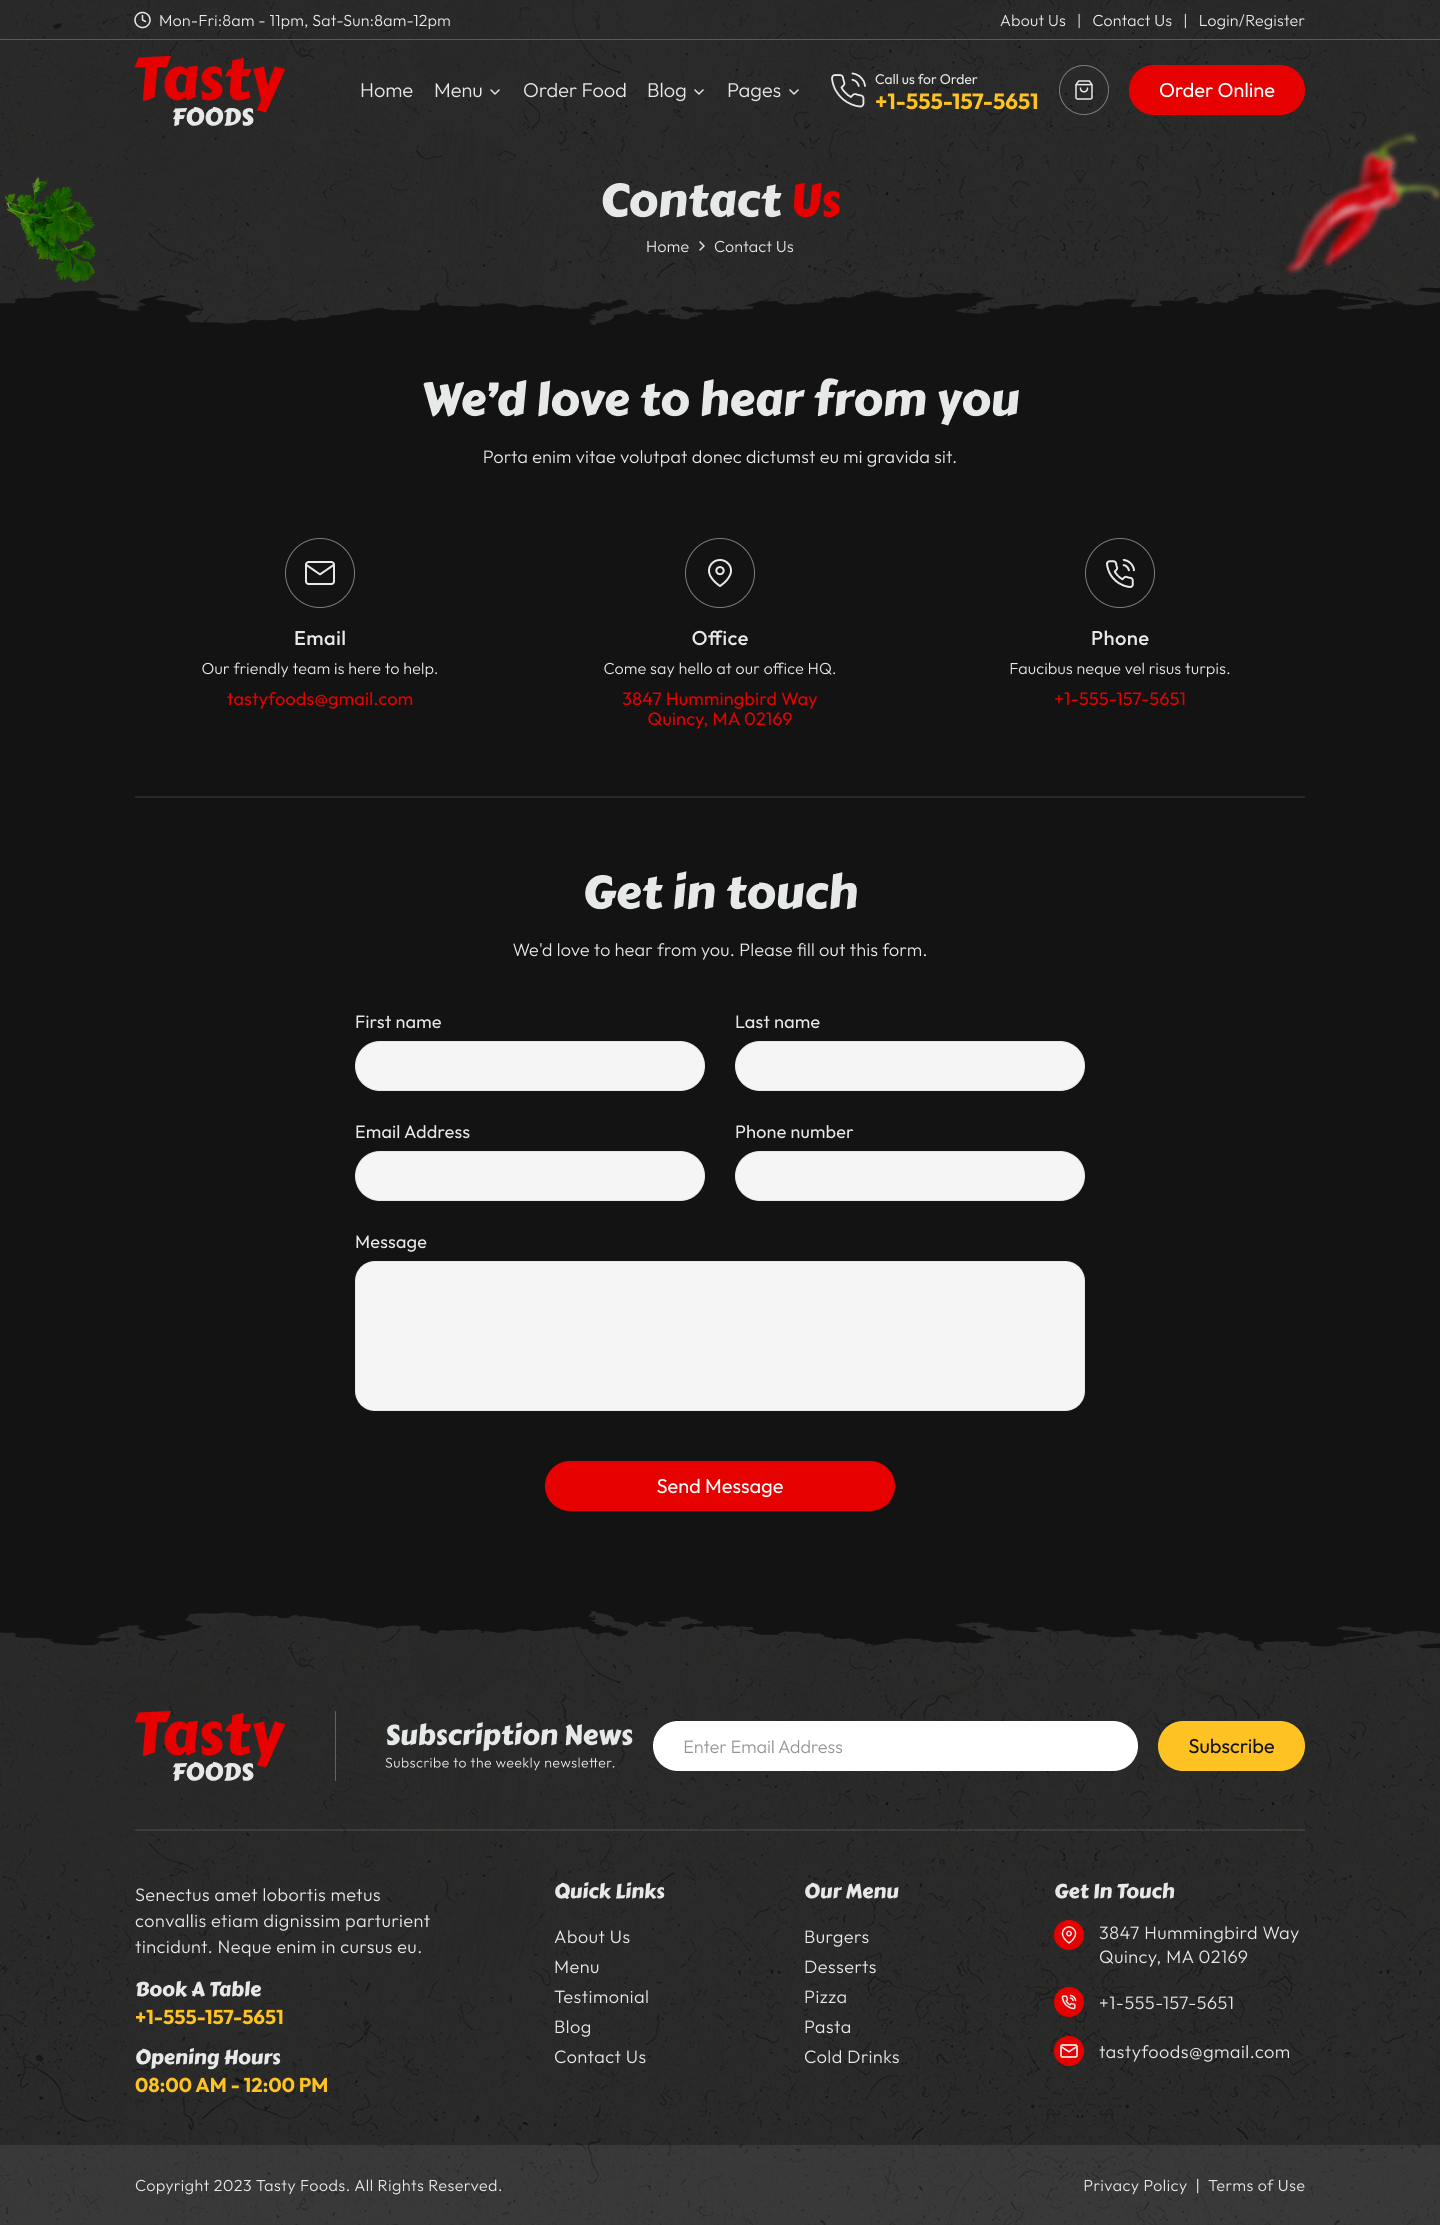 Mon-Fri:8am - 11pm, Sat-Sun:8am-12pm
About Us | Contact Us | Login/Register
Tasty
FOODS
Home Menu Order Food Blog Pages
Call us for Order
+1-555-157-5651
Order Online
Contact Us
Home > Contact Us
We’d love to hear from you
Porta enim vitae volutpat donec dictumst eu mi gravida sit.
Email
Our friendly team is here to help.
tastyfoods@gmail.com
Office
Come say hello at our office HQ.
3847 Hummingbird Way
Quincy, MA 02169
Phone
Faucibus neque vel risus turpis.
+1-555-157-5651
Get in touch
We'd love to hear from you. Please fill out this form.
First name
Last name
Email Address
Phone number
Message
Send Message
Tasty
FOODS
Subscription News
Subscribe to the weekly newsletter.
Enter Email Address
Subscribe
Senectus amet lobortis metus
convallis etiam dignissim parturient
tincidunt. Neque enim in cursus eu.
Book A Table
+1-555-157-5651
Opening Hours
08:00 AM - 12:00 PM
Quick Links
About Us
Menu
Testimonial
Blog
Contact Us
Our Menu
Burgers
Desserts
Pizza
Pasta
Cold Drinks
Get In Touch
3847 Hummingbird Way
Quincy, MA 02169
+1-555-157-5651
tastyfoods@gmail.com
Copyright 2023 Tasty Foods. All Rights Reserved.
Privacy Policy | Terms of Use